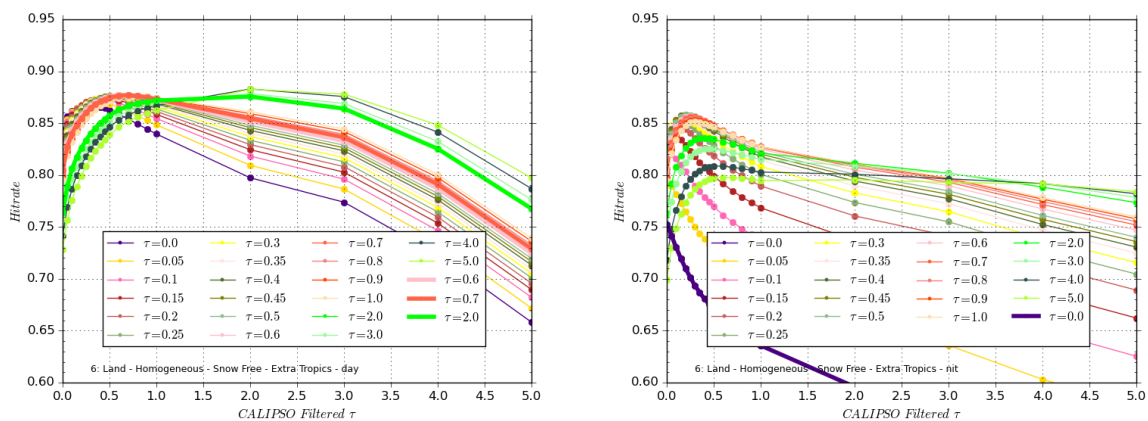 0.95
0.90
0.85
0.80
0.75
0.70
0.65
0.60
Hitrate
τ=0.0 τ=0.3 τ=0.7 τ=4.0
τ=0.05 τ=0.35 τ=0.8 τ=5.0
τ=0.1 τ=0.4 τ=0.9 τ=0.6
τ=0.15 τ=0.45 τ=1.0 τ=0.7
τ=0.2 τ=0.5 τ=2.0 τ=2.0
τ=0.25 τ=0.6 τ=3.0
6: Land - Homogeneous - Snow Free - Extra Tropics - day
0.0 0.5 1.0 1.5 2.0 2.5 3.0 3.5 4.0 4.5 5.0
CALIPSO Filtered τ
0.95
0.90
0.85
0.80
0.75
0.70
0.65
0.60
Hitrate
τ=0.0 τ=0.3 τ=0.6 τ=2.0
τ=0.05 τ=0.35 τ=0.7 τ=3.0
τ=0.1 τ=0.4 τ=0.8 τ=4.0
τ=0.15 τ=0.45 τ=0.9 τ=5.0
τ=0.2 τ=0.5 τ=1.0 τ=0.0
τ=0.25
6: Land - Homogeneous - Snow Free - Extra Tropics - nit
0.0 0.5 1.0 1.5 2.0 2.5 3.0 3.5 4.0 4.5 5.0
CALIPSO Filtered τ